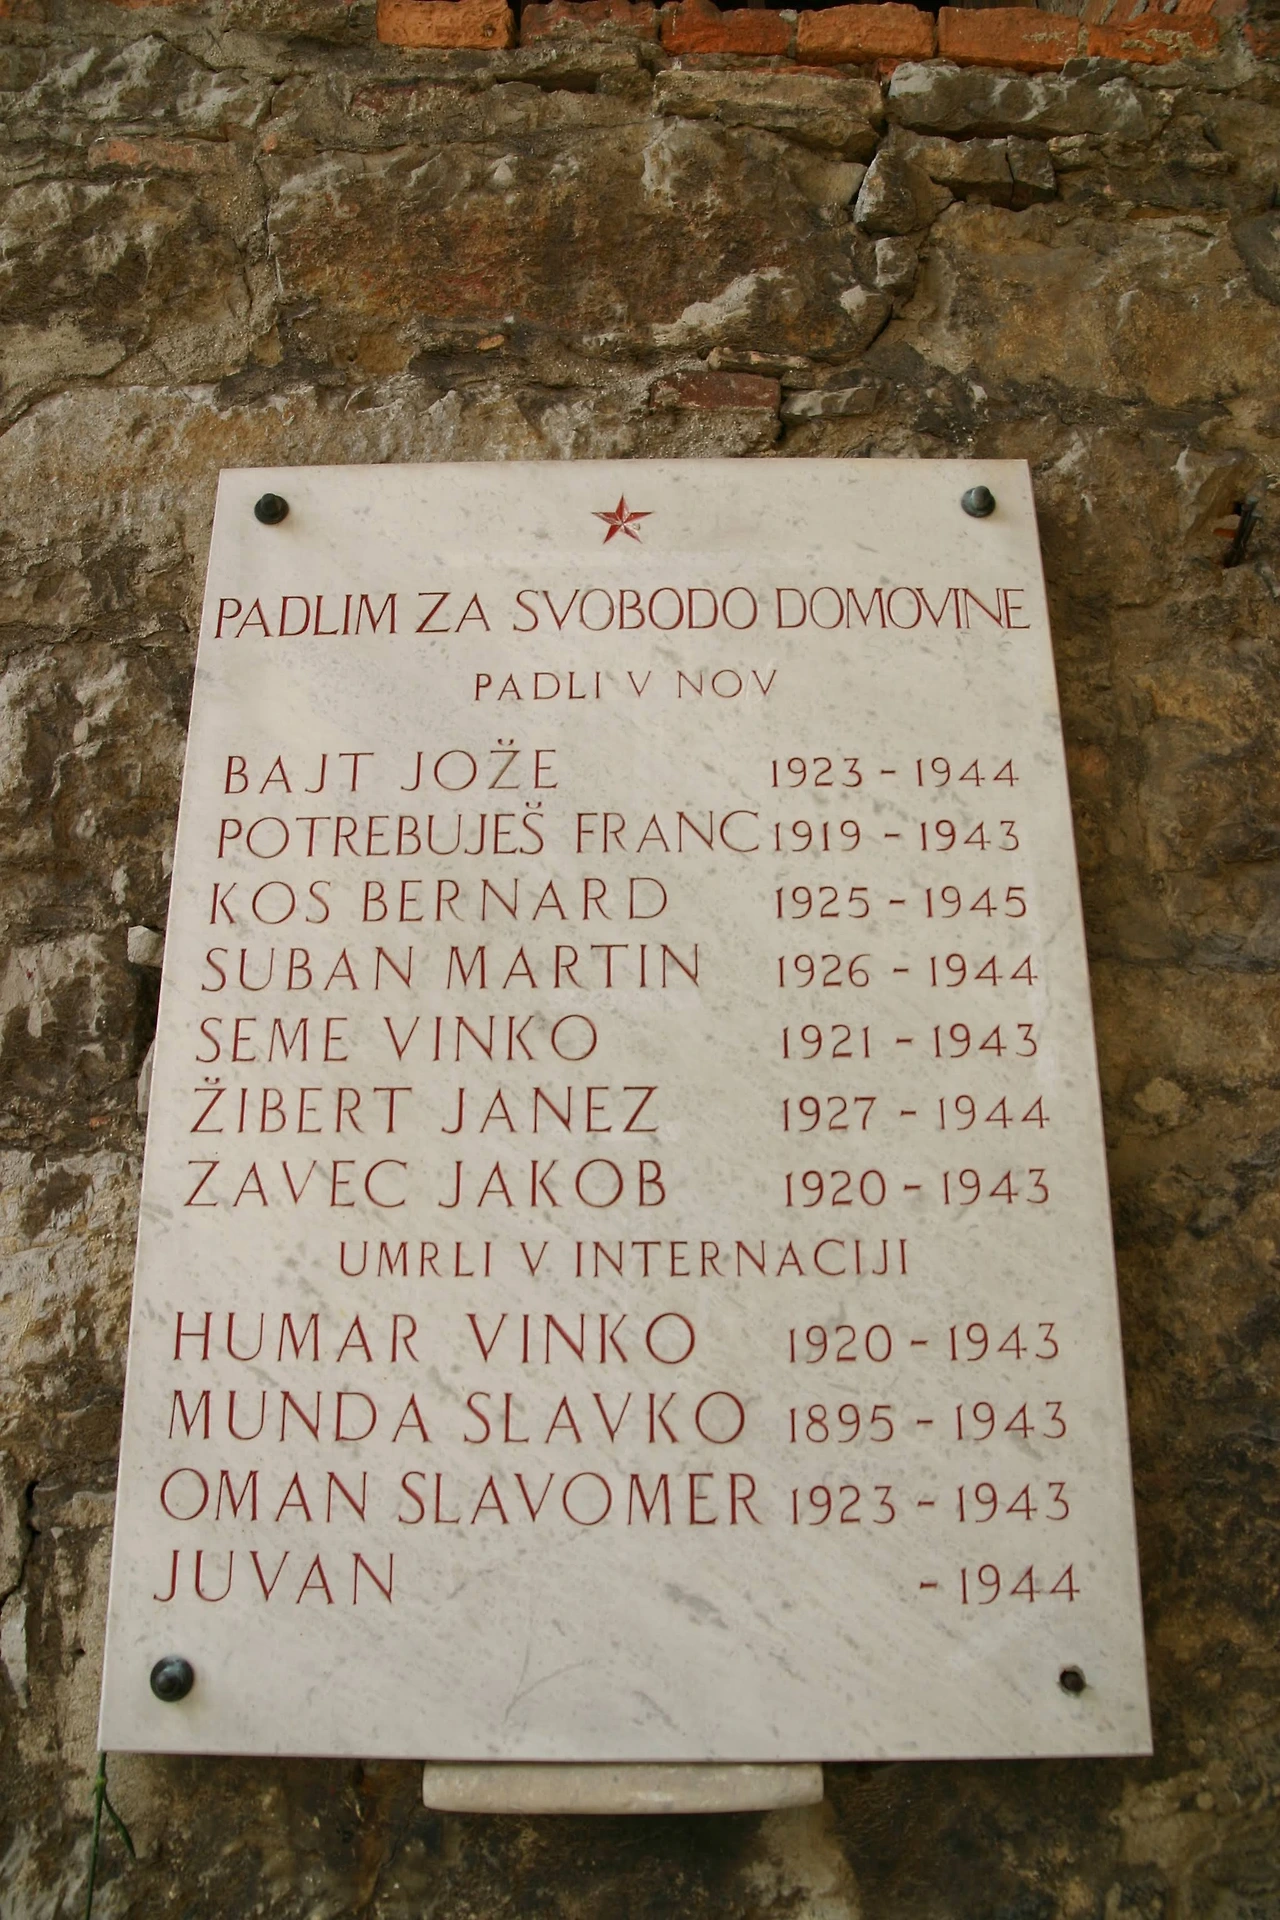 PADLIM ZA SVOBODO DOMOVINE
PADLI V NOV
BAJT JOŽE 1923 - 1944
POTREBUJEŠ FRANC 1919 - 1943
KOS BERNARD 1925 - 1945
SUBAN MARTIN 1926 - 1944
SEME VINKO 1921 - 1943
ŽIBERT JANEZ 1927 - 1944
ZAVEC JAKOB 1920 - 1943
UMRLI V INTERNACIJI
HUMAR VINKO 1920 - 1943
MUNDA SLAVKO 1895 - 1943
OMAN SLAVOMER 1923 - 1943
JUVAN - 1944